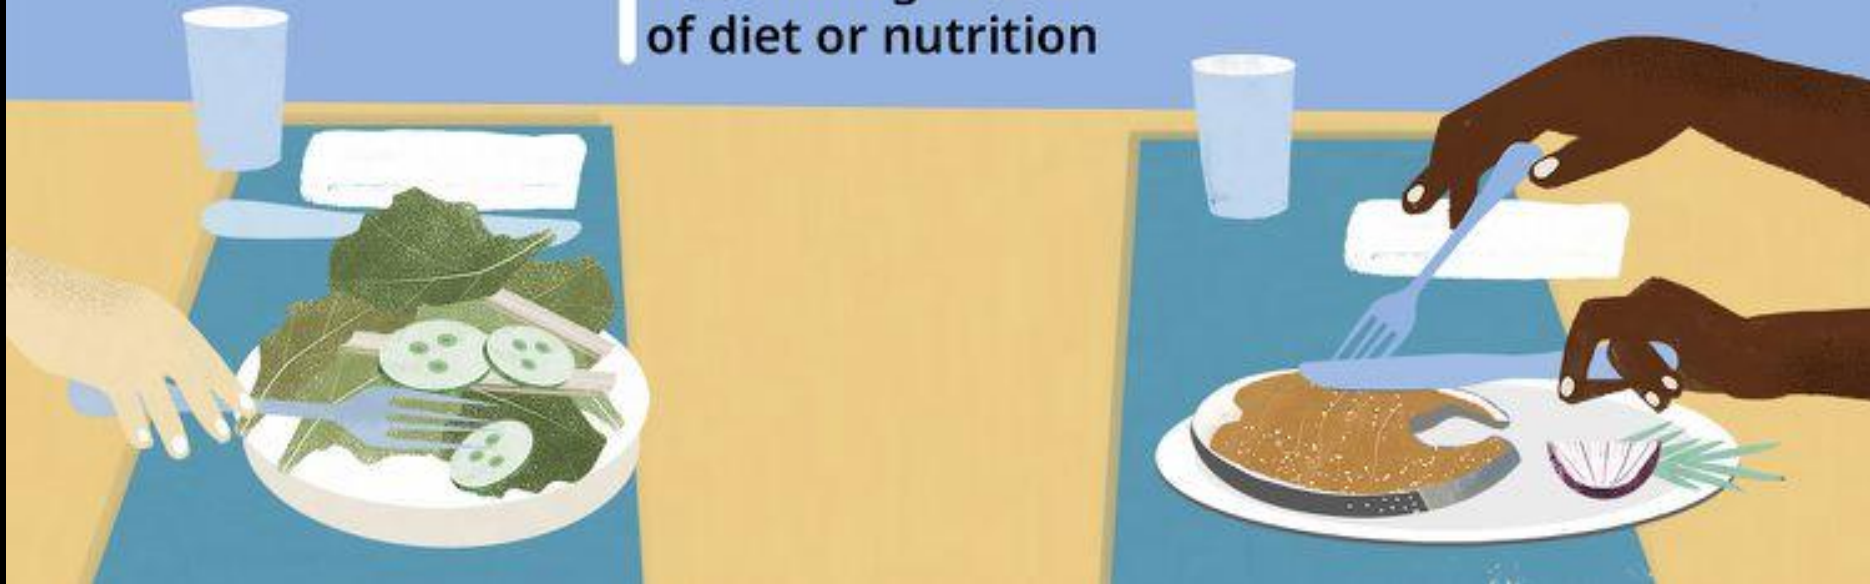 of diet or nutrition